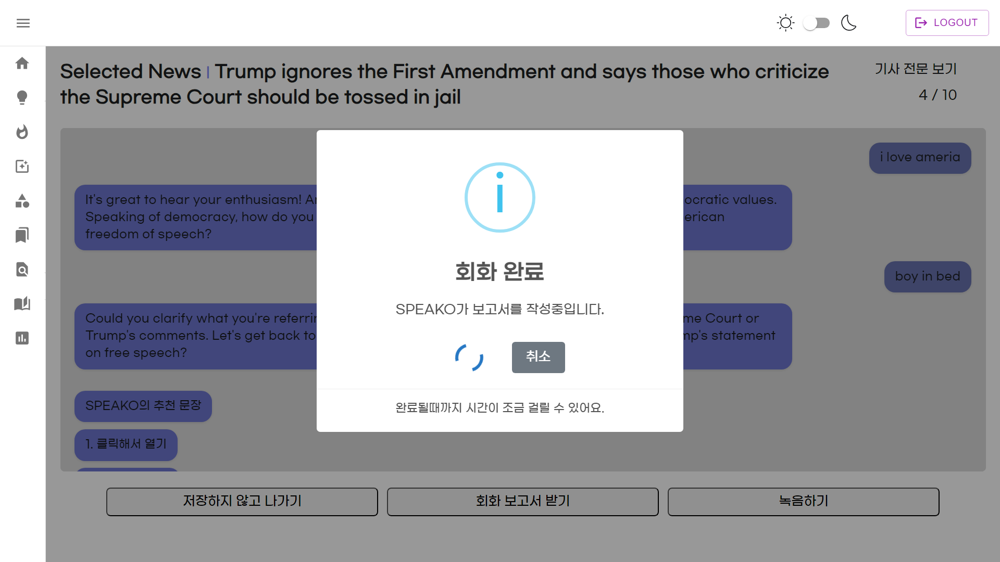 LOGOUT
Selected News | Trump ignores the First Amendment and says those who criticize
the Supreme Court should be tossed in jail
기사 전문 보기
4 / 10
i love ameria
It's great to hear your enthusiasm!
ocratic values.
Speaking of democracy, how do you
erican
freedom of speech?
boy in bed
Could you clarify what you're
me Court or
Trump's comments. Let's get back to
mp's statement
on free speech?
SPEAKO의 추천 문장
1. 클릭해서 열기
회화 완료
SPEAKO가 보고서를 작성중입니다.
취소
완료될때까지 시간이 조금 걸릴 수 있어요.
저장하지 않고 나가기
회화 보고서 받기
녹음하기